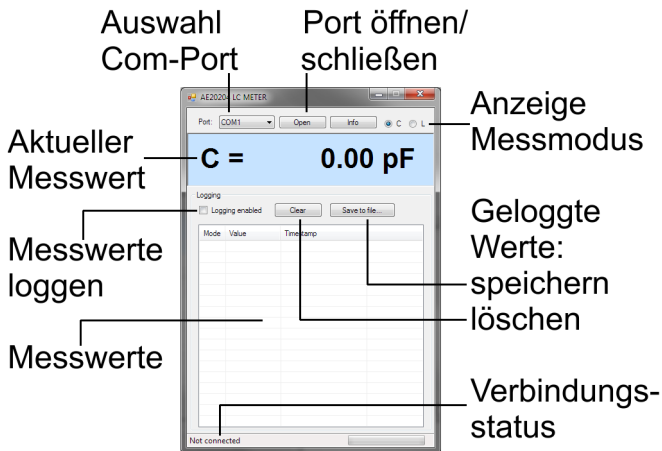 Auswahl
Com-Port
Port öffnen/
schließen
AE20204 LC METER
Port: COM1 Open Info C L
Anzeige
Messmodus
Aktueller
Messwert
C = 0.00 pF
Logging
Logging enabled Clear Save to file...
Mode Value Timestamp
Messwerte
loggen
Geloggte
Werte:
speichern
löschen
Messwerte
Verbindungs-
status
Not connected